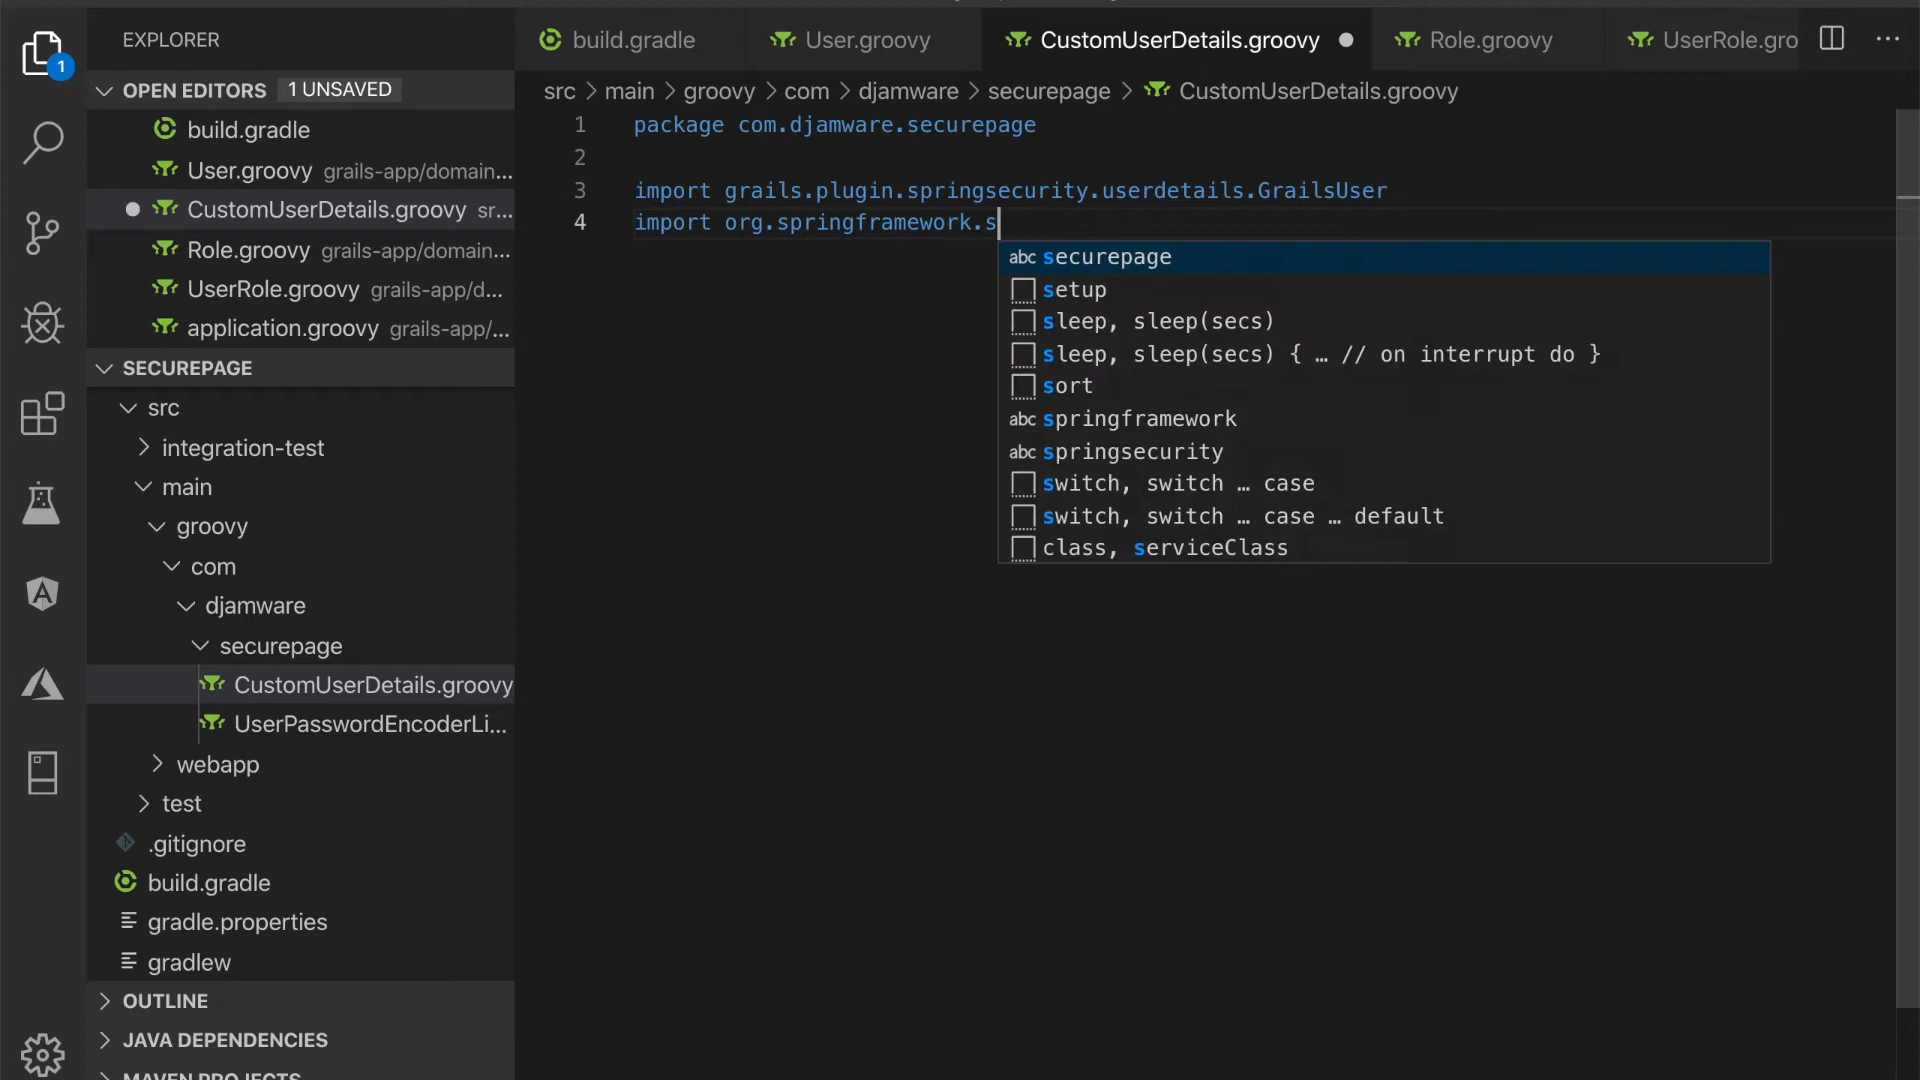 EXPLORER
OPEN EDITORS 1 UNSAVED
build.gradle
User.groovy grails-app/domain...
CustomUserDetails.groovy sr...
Role.groovy grails-app/domain...
UserRole.groovy grails-app/d...
application.groovy grails-app/...
SECUREPAGE
src
integration-test
main
groovy
com
djamware
securepage
CustomUserDetails.groovy
UserPasswordEncoderLi...
webapp
test
.gitignore
build.gradle
gradle.properties
gradlew
OUTLINE
JAVA DEPENDENCIES
MAVEN PROJECTS
1
build.gradle User.groovy CustomUserDetails.groovy Role.groovy UserRole.gro
src > main > groovy > com > djamware > securepage > CustomUserDetails.groovy
1 package com.djamware.securepage
2
3 import grails.plugin.springsecurity.userdetails.GrailsUser
4 import org.springframework.s
abc securepage
setup
sleep, sleep(secs)
sleep, sleep(secs) { … // on interrupt do }
sort
abc springframework
abc springsecurity
switch, switch … case
switch, switch … case … default
class, serviceClass